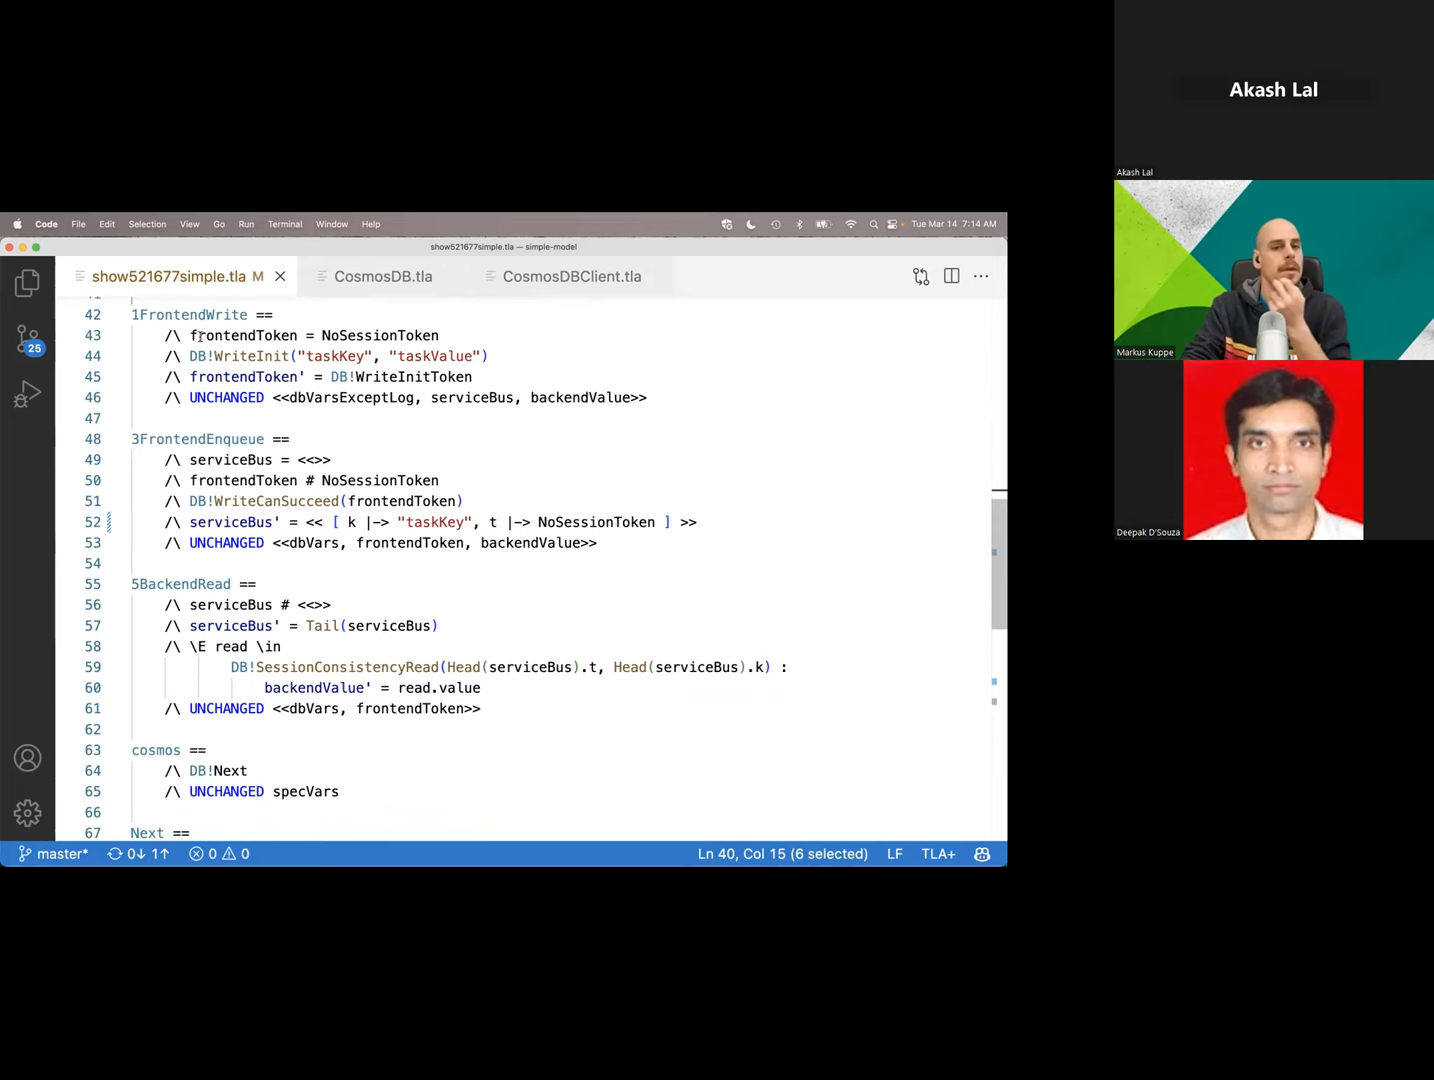 Akash Lal
Akash Lal
Markus Kuppe
Deepak D'Souza
Code File Edit Selection View Go Run Terminal Window Help Tue Mar 14 7:14 AM
show521677simple.tla — simple-model
show521677simple.tla M CosmosDB.tla CosmosDBClient.tla
25
42 1FrontendWrite ==
43 /\ frontendToken = NoSessionToken
44 /\ DB!WriteInit("taskKey", "taskValue")
45 /\ frontendToken' = DB!WriteInitToken
46 /\ UNCHANGED <<dbVarsExceptLog, serviceBus, backendValue>>
47
48 3FrontendEnqueue ==
49 /\ serviceBus = <<>>
50 /\ frontendToken # NoSessionToken
51 /\ DB!WriteCanSucceed(frontendToken)
52 /\ serviceBus' = << [ k |-> "taskKey", t |-> NoSessionToken ] >>
53 /\ UNCHANGED <<dbVars, frontendToken, backendValue>>
54
55 5BackendRead ==
56 /\ serviceBus # <<>>
57 /\ serviceBus' = Tail(serviceBus)
58 /\ \E read \in
59 DB!SessionConsistencyRead(Head(serviceBus).t, Head(serviceBus).k) :
60 backendValue' = read.value
61 /\ UNCHANGED <<dbVars, frontendToken>>
62
63 cosmos ==
64 /\ DB!Next
65 /\ UNCHANGED specVars
66
67 Next ==
master* 0↓ 1↑ 0 0 Ln 40, Col 15 (6 selected) LF TLA+